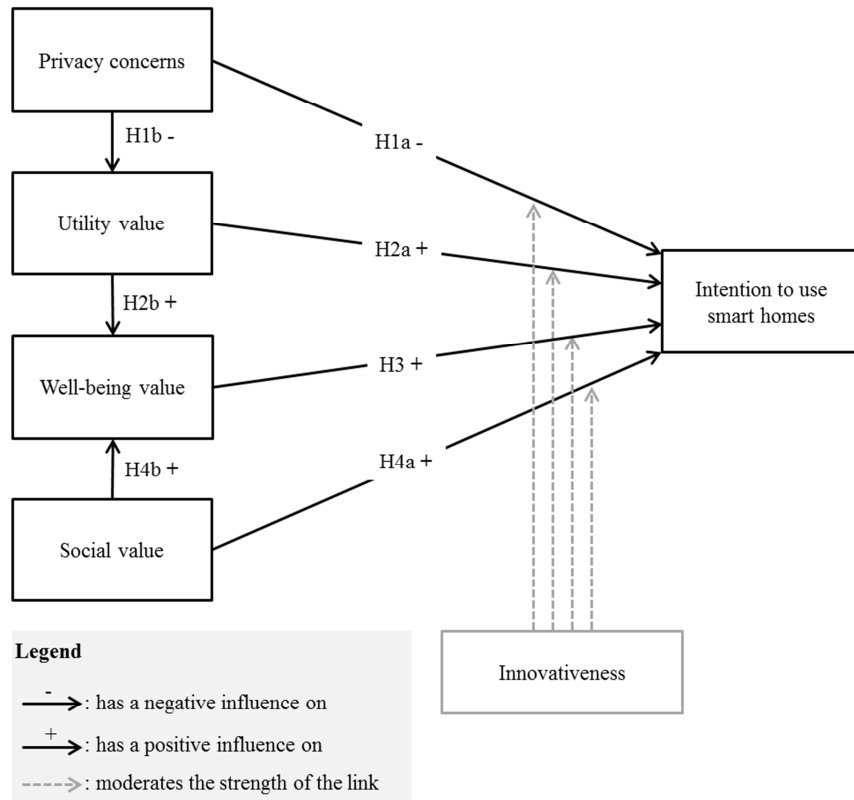 Privacy concerns
H1b -
H1a -
Utility value
H2a +
H2b +
Intention to use
smart homes
Well-being value
H3 +
H4b +
H4a +
Social value
Legend
-
: has a negative influence on
+
: has a positive influence on
: moderates the strength of the link
Innovativeness